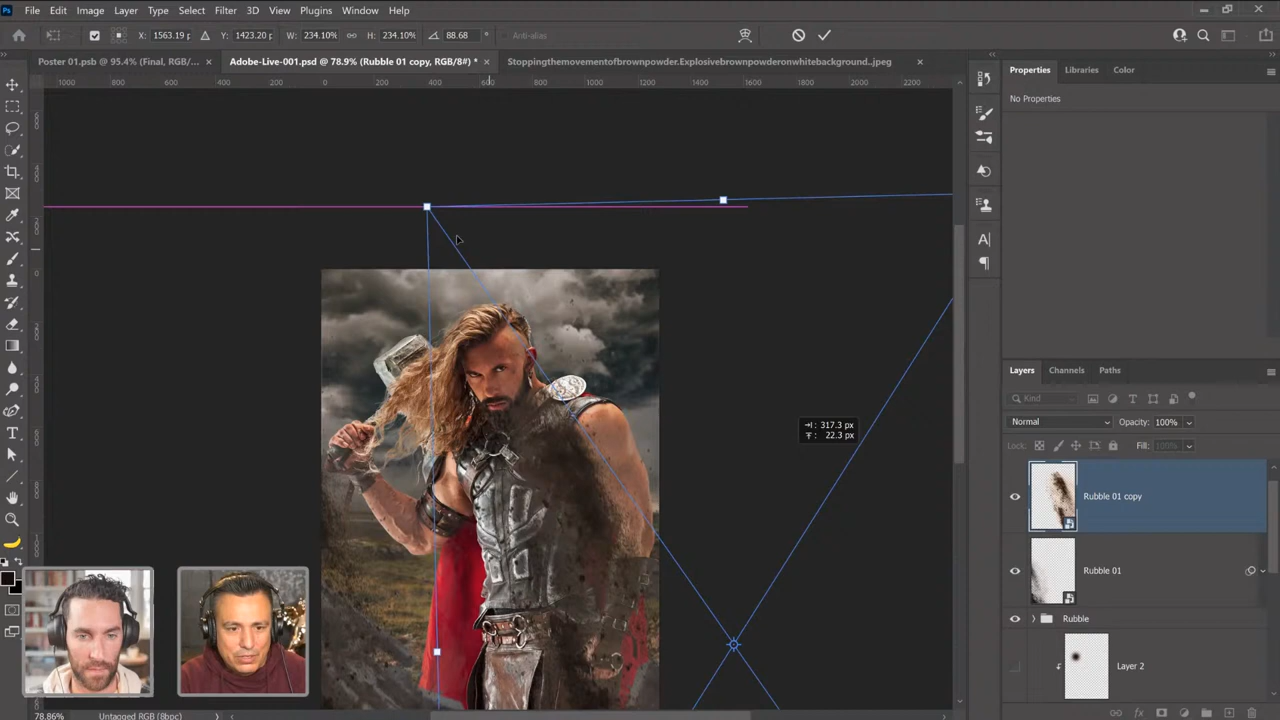 Ps File Edit Image Layer Type Select Filter 3D View Plugins Window Help
X: 1563.19 px Y: 1423.20 px W: 234.10% H: 234.10% 88.68 ° Anti-alias
Poster 01.psb @ 95.4% (Final, RGB/... × Adobe-Live-001.psd @ 78.9% (Rubble 01 copy, RGB/8#) * × Stoppingthemovementofbrownpowder.Explosivebrownpowderonwhitebackground..jpeg ×
1000 800 600 400 200 0 200 400 600 800 1000 1200 1400 1600 1800 2000 2200
Properties Libraries Color
No Properties
317.3 px
22.3 px
Layers Channels Paths
Kind
Normal Opacity: 100%
Lock: Fill: 100%
Rubble 01 copy
Rubble 01
Rubble
Layer 2
78.86% Untagged RGB (8bpc)